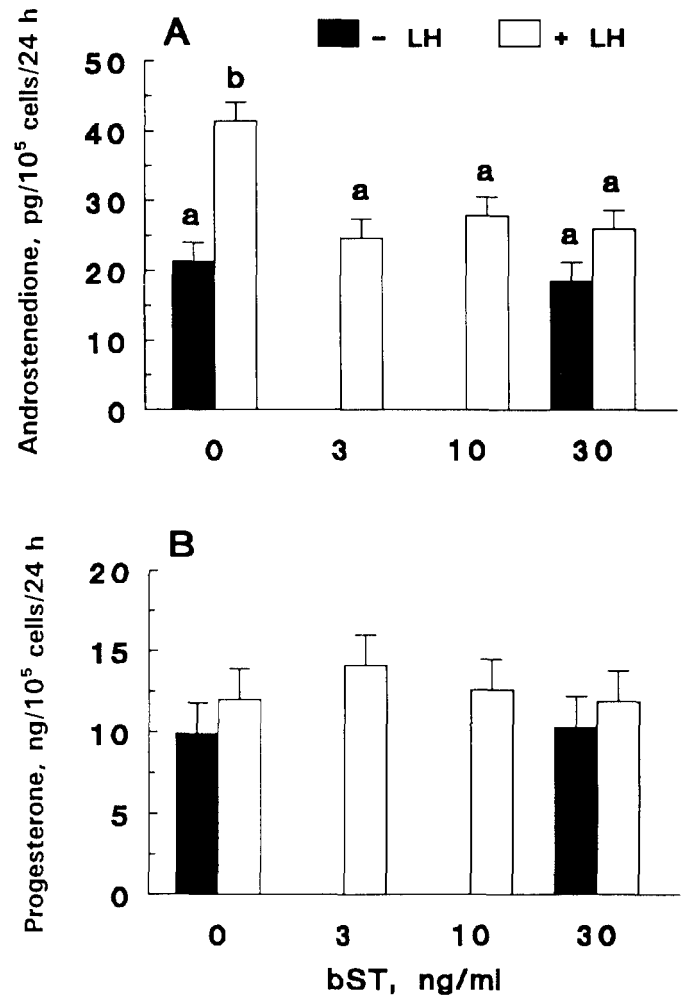 A
- LH + LH
Androstenedione, pg/10⁵ cells/24 h
50
40
30
20
10
0
a
b
a
a
a
a
0 3 10 30
B
Progesterone, ng/10⁵ cells/24 h
20
15
10
5
0
0 3 10 30
bST, ng/ml